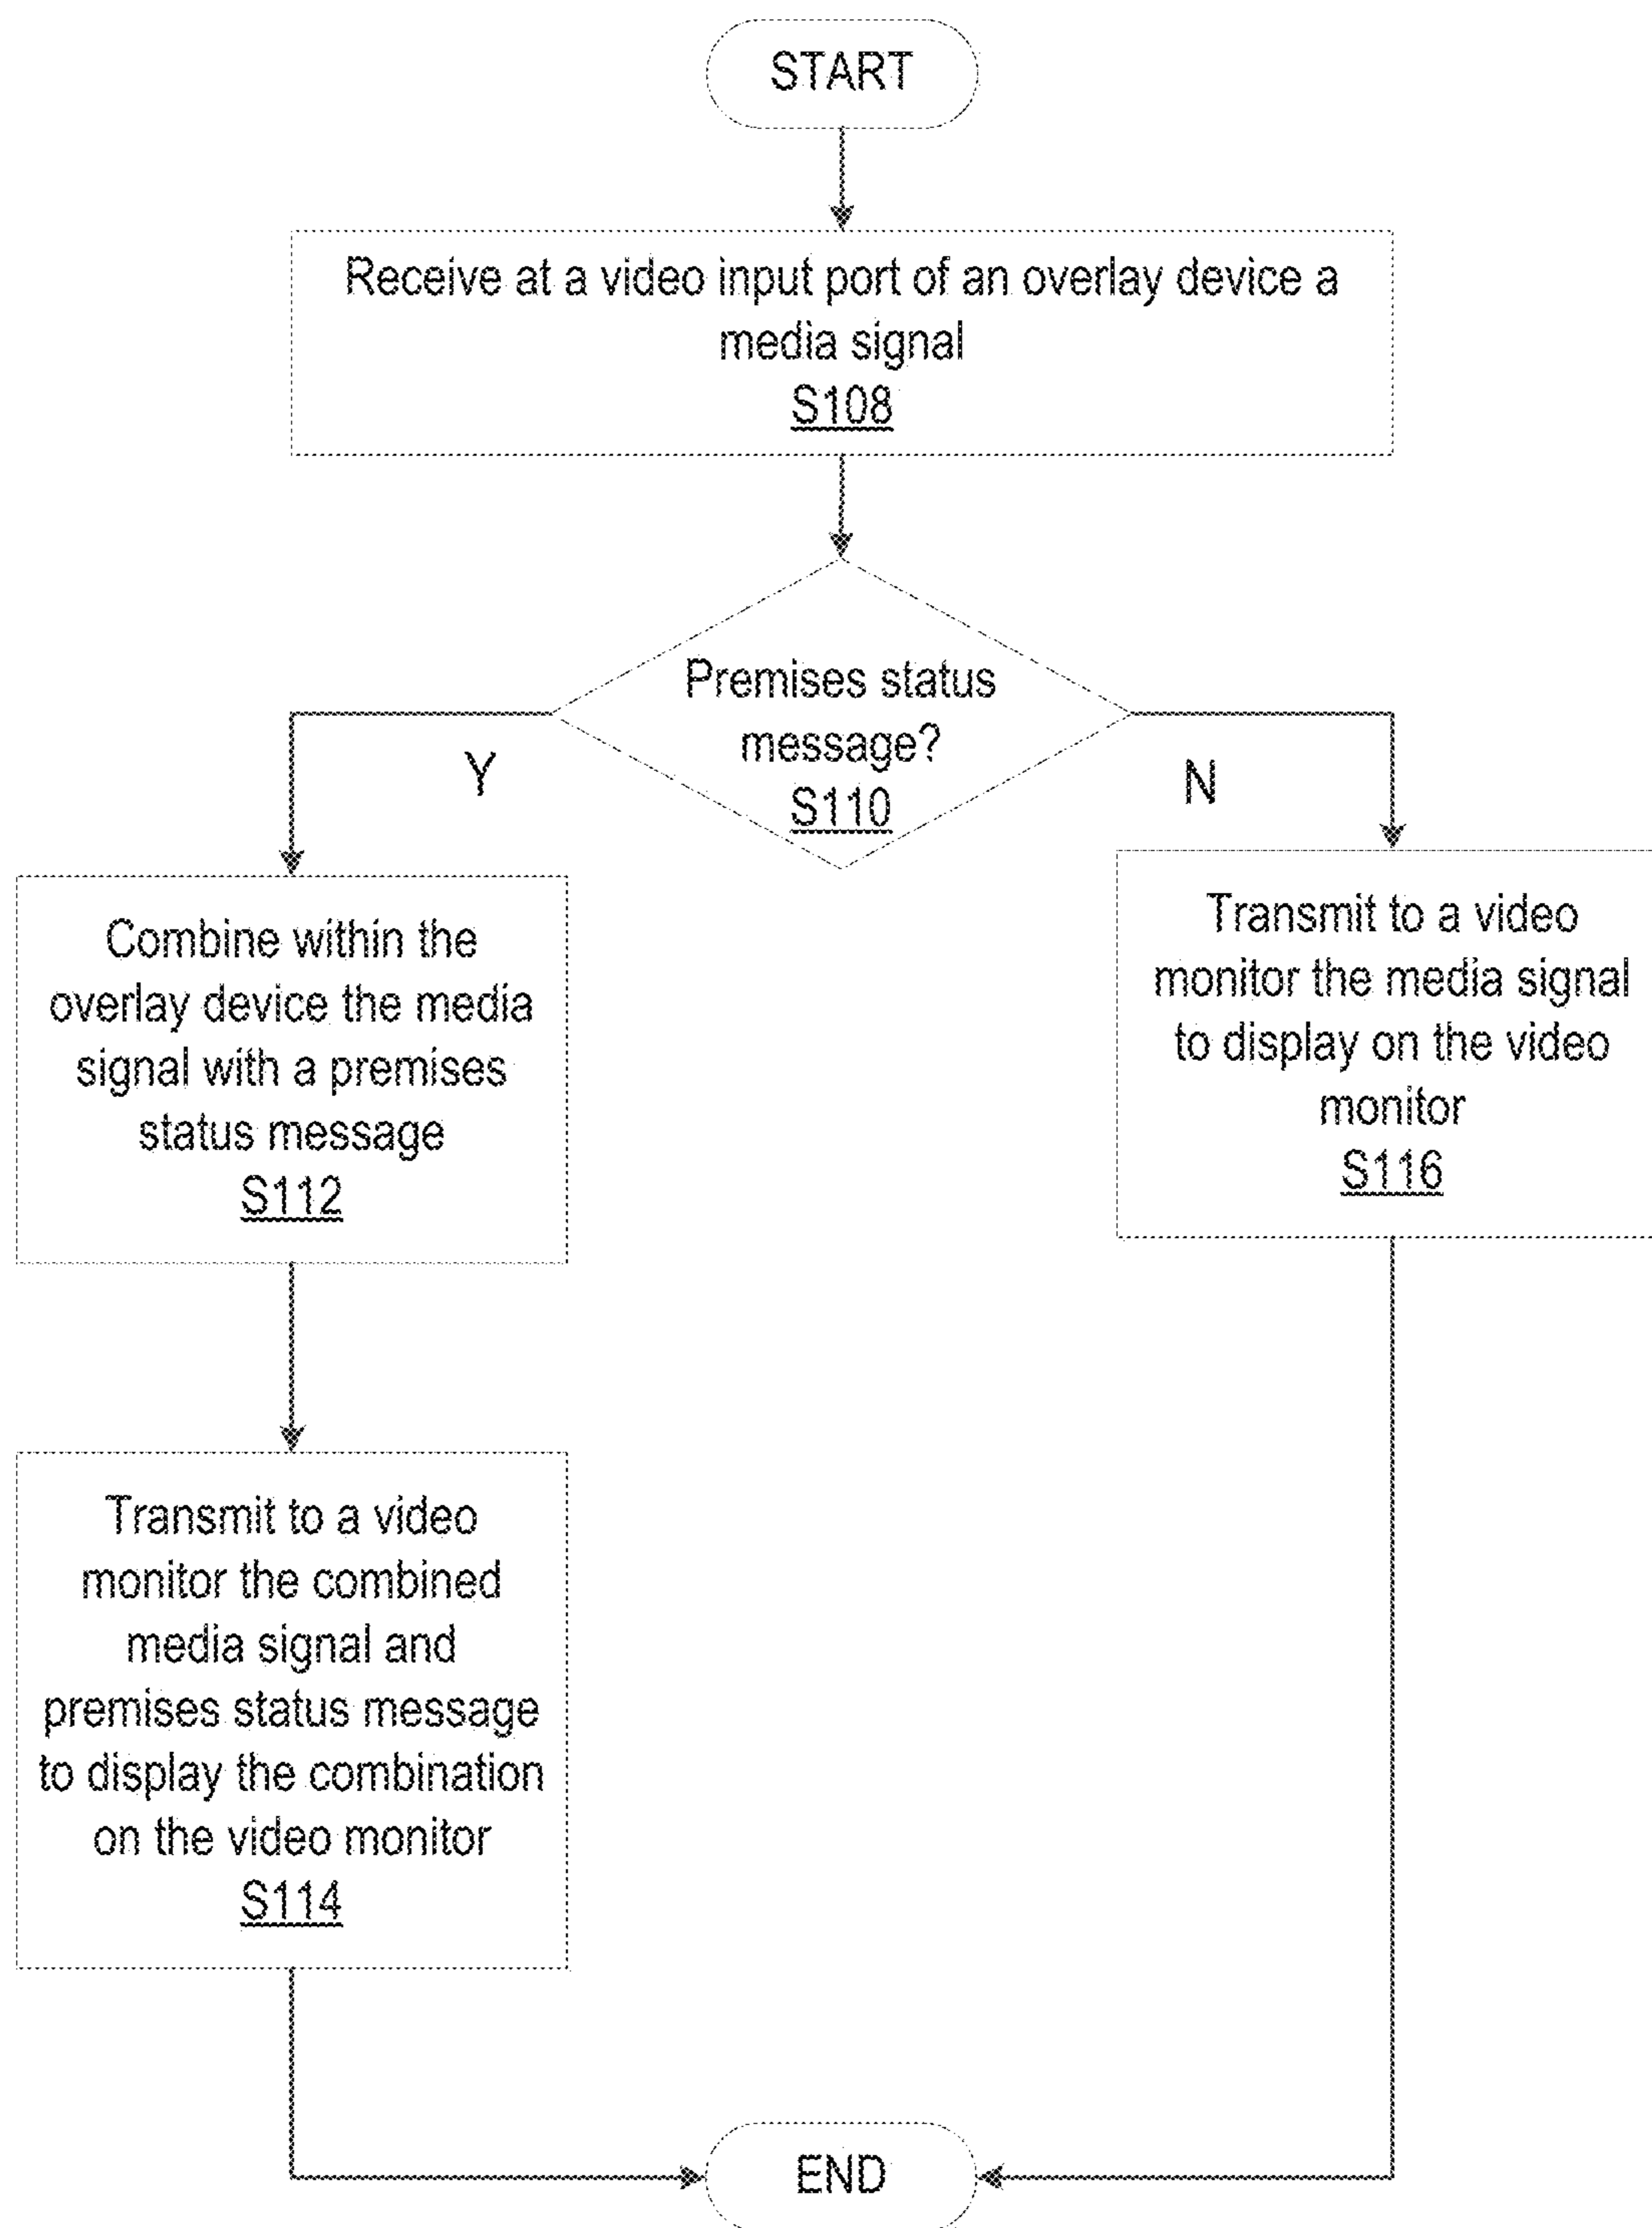 START
Receive at a video input port of an overlay device a
media signal
S108
Premises status
message?
S110
Y
N
Combine within the
overlay device the media
signal with a premises
status message
S112
Transmit to a video
monitor the media signal
to display on the video
monitor
S116
Transmit to a video
monitor the combined
media signal and
premises status message
to display the combination
on the video monitor
S114
END